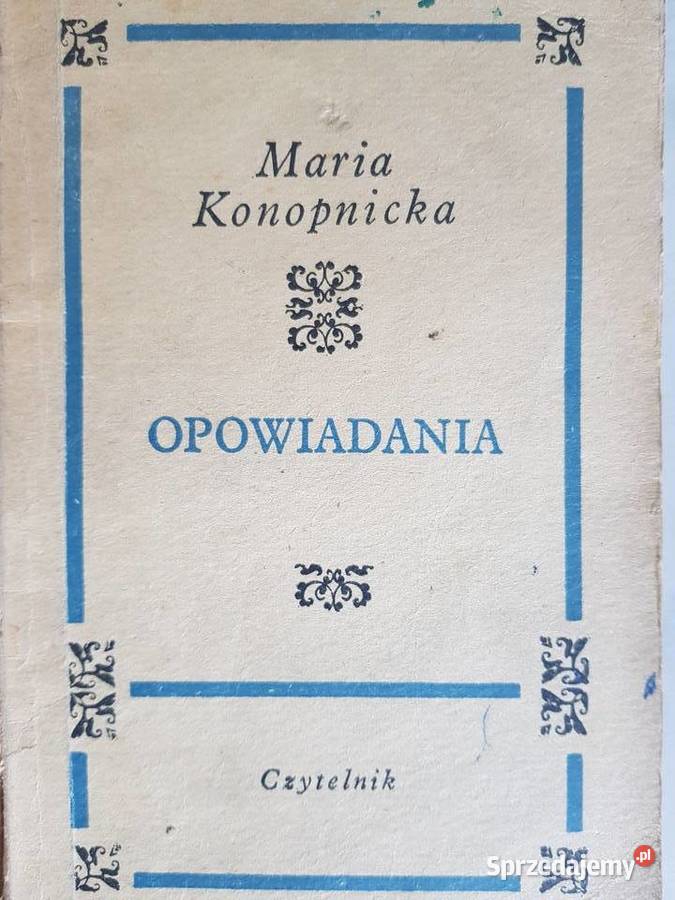 Maria
Konopnicka
OPOWIADANIA
Czytelnik
Sprzedajemy.pl